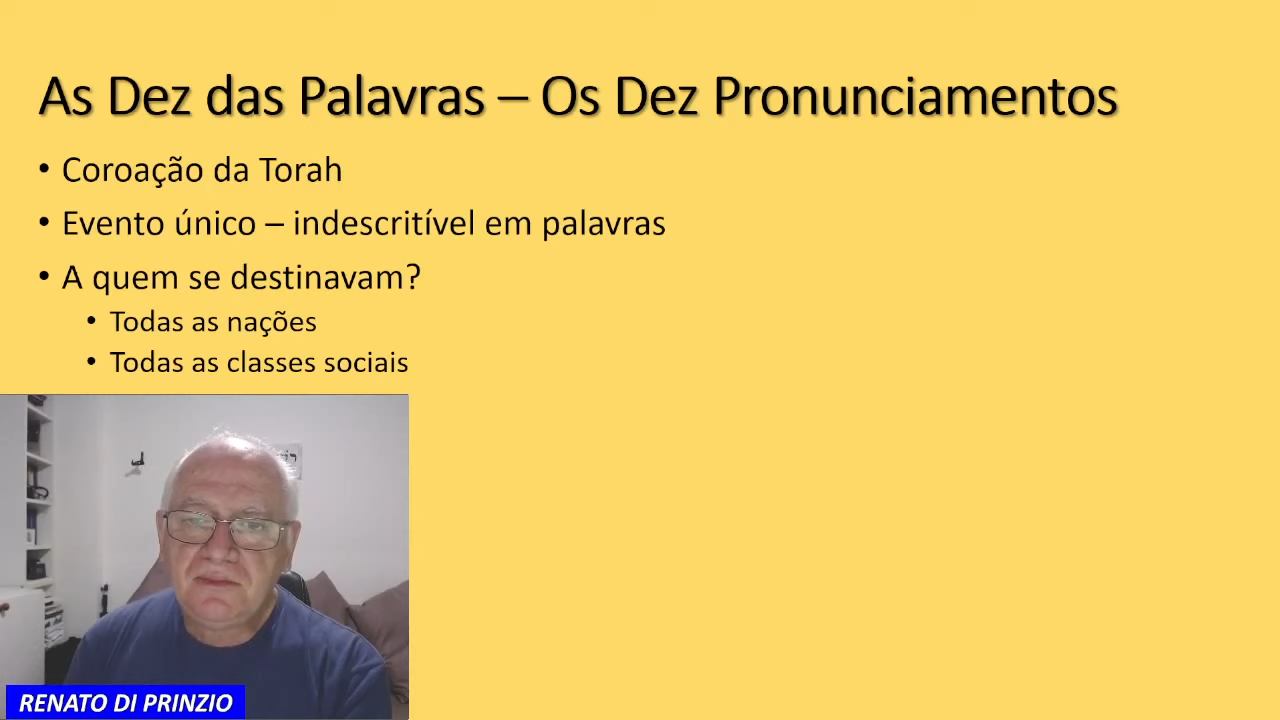 As Dez das Palavras – Os Dez Pronunciamentos
• Coroação da Torah
• Evento único – indescritível em palavras
• A quem se destinavam?
• Todas as nações
• Todas as classes sociais
RENATO DI PRINZIO